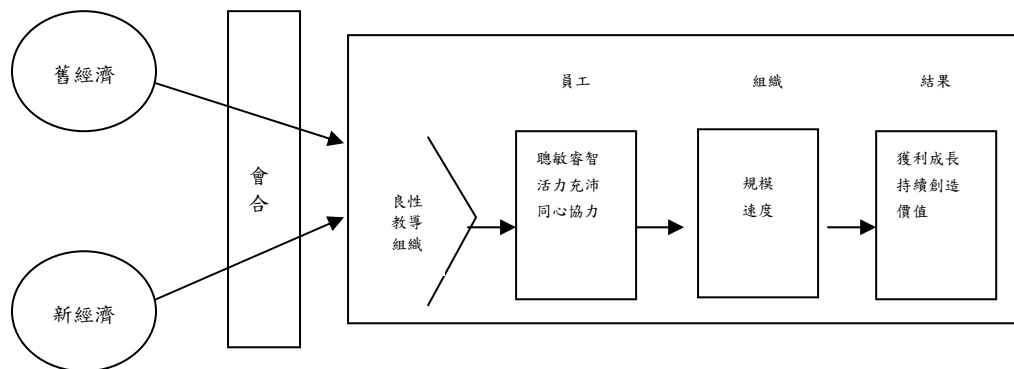 舊經濟
新經濟
會
合
良性
教導
組織
員工
聰敏睿智
活力充沛
同心協力
組織
規模
速度
結果
獲利成長
持續創造
價值